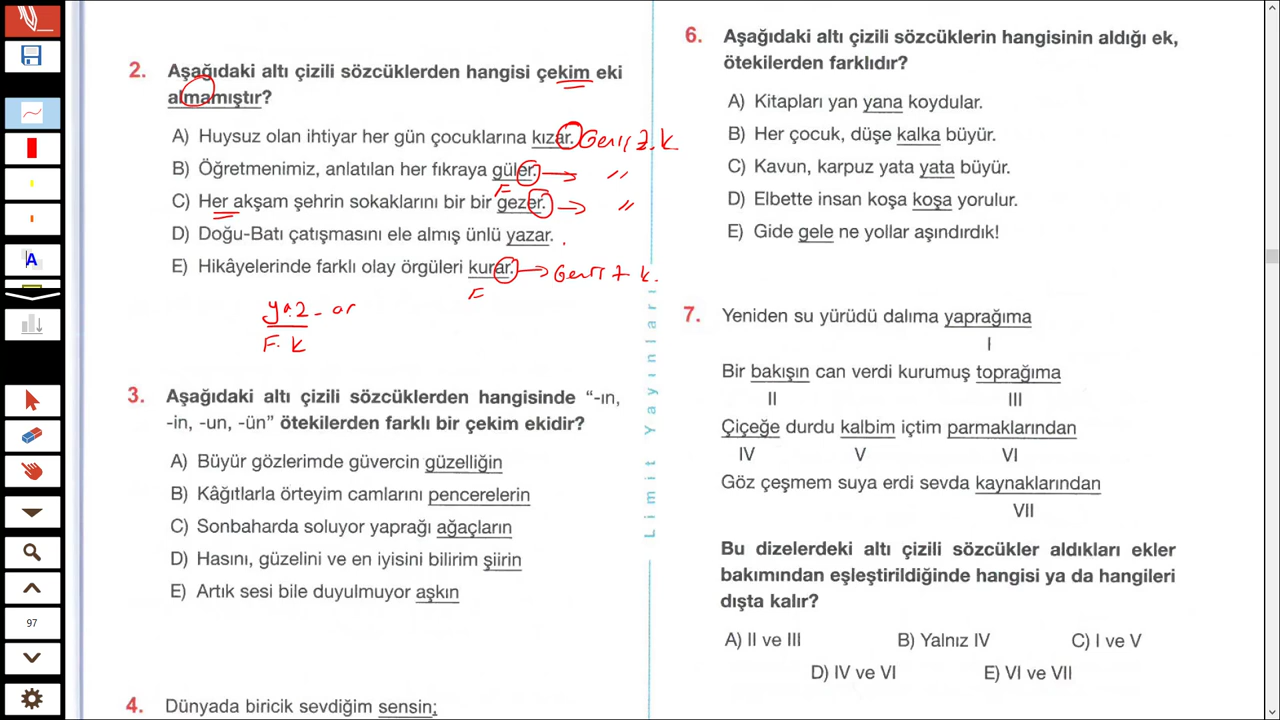 2. Aşağıdaki altı çizili sözcüklerden hangisi çekim eki
almamıştır?
A) Huysuz olan ihtiyar her gün çocuklarına kızar.
Geniş z. k
B) Öğretmenimiz, anlatılan her fıkraya güler.
"
F
C) Her akşam şehrin sokaklarını bir bir gezer.
"
D) Doğu-Batı çatışmasını ele almış ünlü yazar.
E) Hikâyelerinde farklı olay örgüleri kurar.
F
yaz - ar
F. k
3. Aşağıdaki altı çizili sözcüklerden hangisinde “-ın,
-in, -un, -ün” ötekilerden farklı bir çekim ekidir?
A) Büyür gözlerimde güvercin güzelliğin
B) Kâğıtlarla örteyim camlarını pencerelerin
C) Sonbaharda soluyor yaprağı ağaçların
D) Hasını, güzelini ve en iyisini bilirim şiirin
E) Artık sesi bile duyulmuyor aşkın
4. Dünyada biricik sevdiğim sensin;
Limit Yayınları
6. Aşağıdaki altı çizili sözcüklerin hangisinin aldığı ek,
ötekilerden farklıdır?
A) Kitapları yan yana koydular.
B) Her çocuk, düşe kalka büyür.
C) Kavun, karpuz yata yata büyür.
D) Elbette insan koşa koşa yorulur.
E) Gide gele ne yollar aşındırdık!
7. Yeniden su yürüdü dalıma yaprağıma
I
Bir bakışın can verdi kurumuş toprağıma
II III
Çiçeğe durdu kalbim içtim parmaklarından
IV V VI
Göz çeşmem suya erdi sevda kaynaklarından
VII
Bu dizelerdeki altı çizili sözcükler aldıkları ekler
bakımından eşleştirildiğinde hangisi ya da hangileri
dışta kalır?
A) II ve III B) Yalnız IV C) I ve V
D) IV ve VI E) VI ve VII
A
97